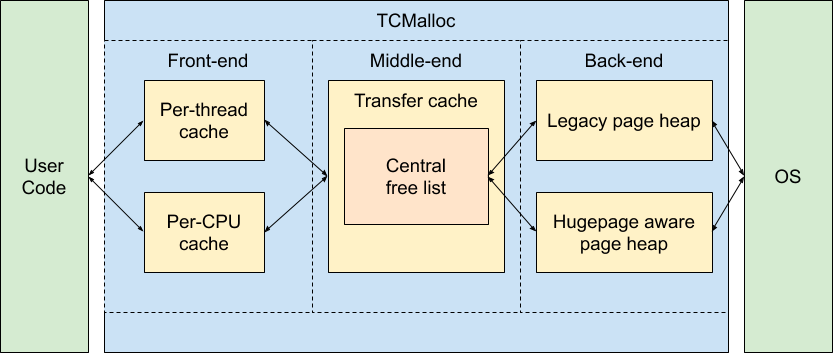 TCMalloc
Front-end
Middle-end
Back-end
User
Code
Per-thread
cache
Per-CPU
cache
Transfer cache
Central
free list
Legacy page heap
Hugepage aware
page heap
OS